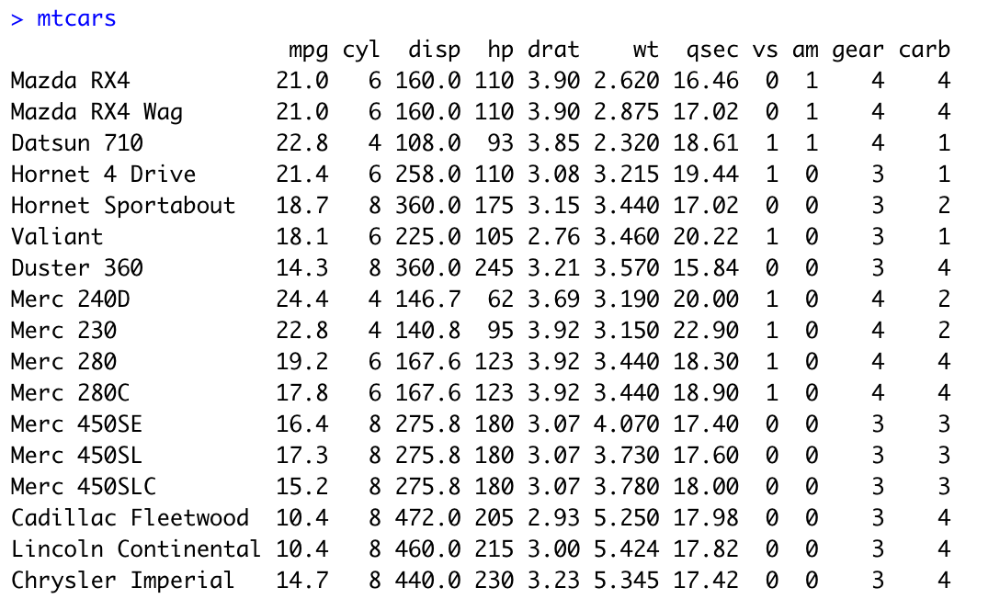 > mtcars
                     mpg cyl  disp  hp drat    wt  qsec vs am gear carb
Mazda RX4           21.0   6 160.0 110 3.90 2.620 16.46  0  1    4    4
Mazda RX4 Wag       21.0   6 160.0 110 3.90 2.875 17.02  0  1    4    4
Datsun 710          22.8   4 108.0  93 3.85 2.320 18.61  1  1    4    1
Hornet 4 Drive      21.4   6 258.0 110 3.08 3.215 19.44  1  0    3    1
Hornet Sportabout   18.7   8 360.0 175 3.15 3.440 17.02  0  0    3    2
Valiant             18.1   6 225.0 105 2.76 3.460 20.22  1  0    3    1
Duster 360          14.3   8 360.0 245 3.21 3.570 15.84  0  0    3    4
Merc 240D           24.4   4 146.7  62 3.69 3.190 20.00  1  0    4    2
Merc 230            22.8   4 140.8  95 3.92 3.150 22.90  1  0    4    2
Merc 280            19.2   6 167.6 123 3.92 3.440 18.30  1  0    4    4
Merc 280C           17.8   6 167.6 123 3.92 3.440 18.90  1  0    4    4
Merc 450SE          16.4   8 275.8 180 3.07 4.070 17.40  0  0    3    3
Merc 450SL          17.3   8 275.8 180 3.07 3.730 17.60  0  0    3    3
Merc 450SLC         15.2   8 275.8 180 3.07 3.780 18.00  0  0    3    3
Cadillac Fleetwood  10.4   8 472.0 205 2.93 5.250 17.98  0  0    3    4
Lincoln Continental 10.4   8 460.0 215 3.00 5.424 17.82  0  0    3    4
Chrysler Imperial   14.7   8 440.0 230 3.23 5.345 17.42  0  0    3    4